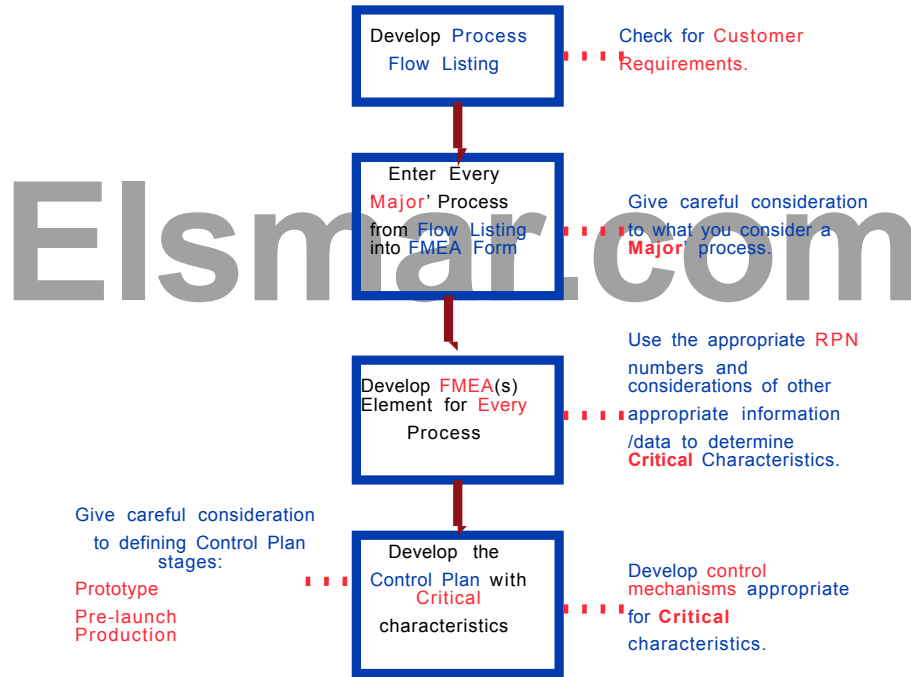 Develop Process
Flow Listing
Check for Customer
Requirements.
Enter Every
Major' Process
from Flow Listing
into FMEA Form
Give careful consideration
to what you consider a
Major' process.
Elsmar.com
Develop FMEA(s)
Element for Every
Process
Use the appropriate RPN
numbers and
considerations of other
appropriate information
/data to determine
Critical Characteristics.
Give careful consideration
to defining Control Plan
stages:
Prototype
Pre-launch
Production
Develop the
Control Plan with
Critical
characteristics
Develop control
mechanisms appropriate
for Critical
characteristics.